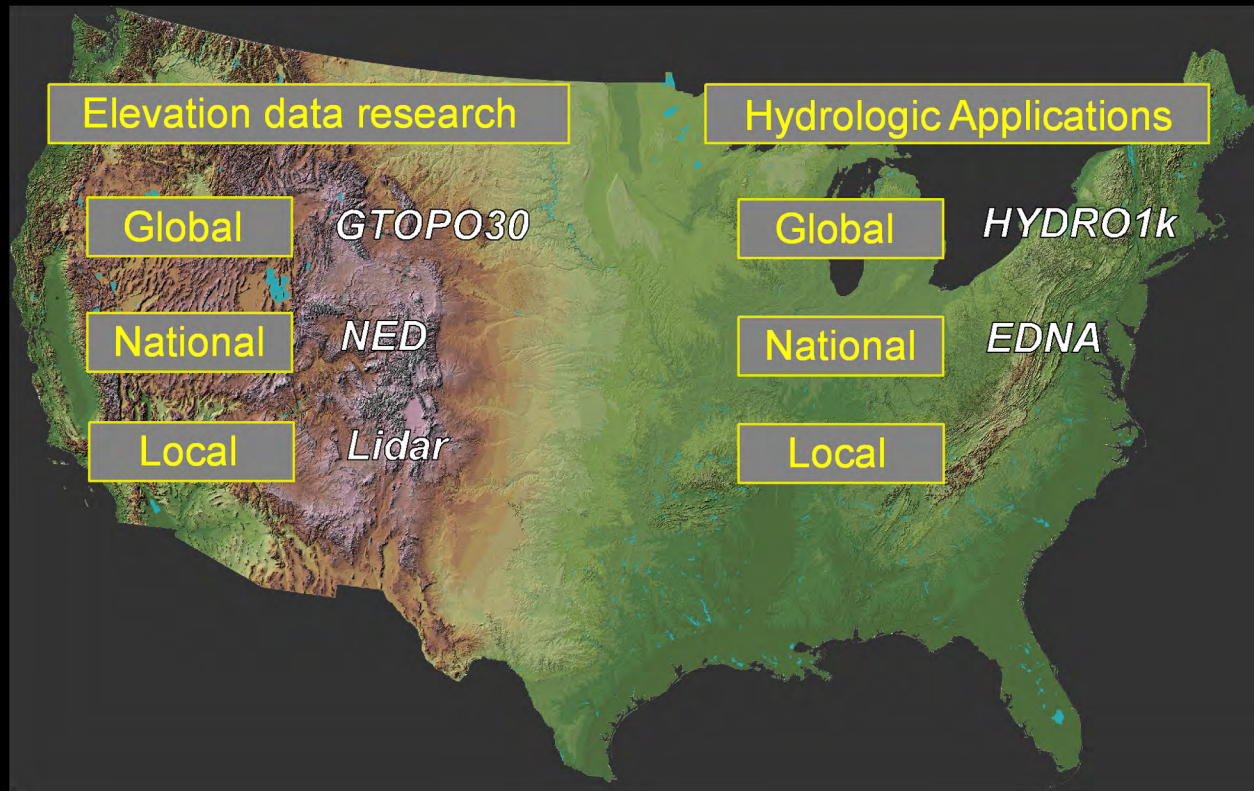 Elevation data research
Hydrologic Applications
Global
GTOPO30
Global
HYDRO1k
National
NED
National
EDNA
Local
Lidar
Local